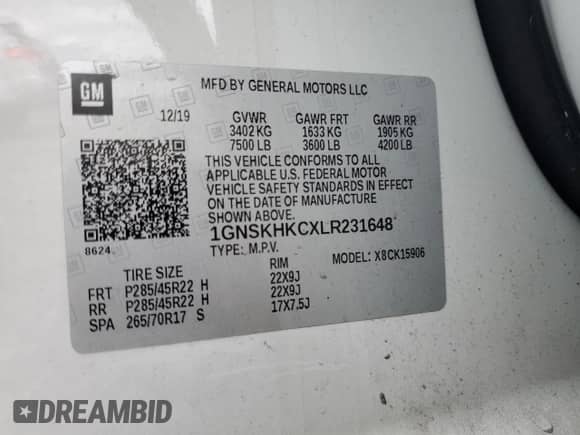 GM
MFD BY GENERAL MOTORS LLC
12/19
GVWR GAWR FRT GAWR RR
3402 KG 1633 KG 1905 KG
7500 LB 3600 LB 4200 LB
THIS VEHICLE CONFORMS TO ALL
APPLICABLE U.S. FEDERAL MOTOR
VEHICLE SAFETY STANDARDS IN EFFECT
ON THE DATE OF MANUFACTURE
SHOWN ABOVE.
8624
1GNSKHKCXLR231648
TYPE: M.P.V. MODEL: X8CK15906
TIRE SIZE RIM
FRT P285/45R22 H 22X9J
RR P285/45R22 H 22X9J
SPA 265/70R17 S 17X7.5J
DREAMBID